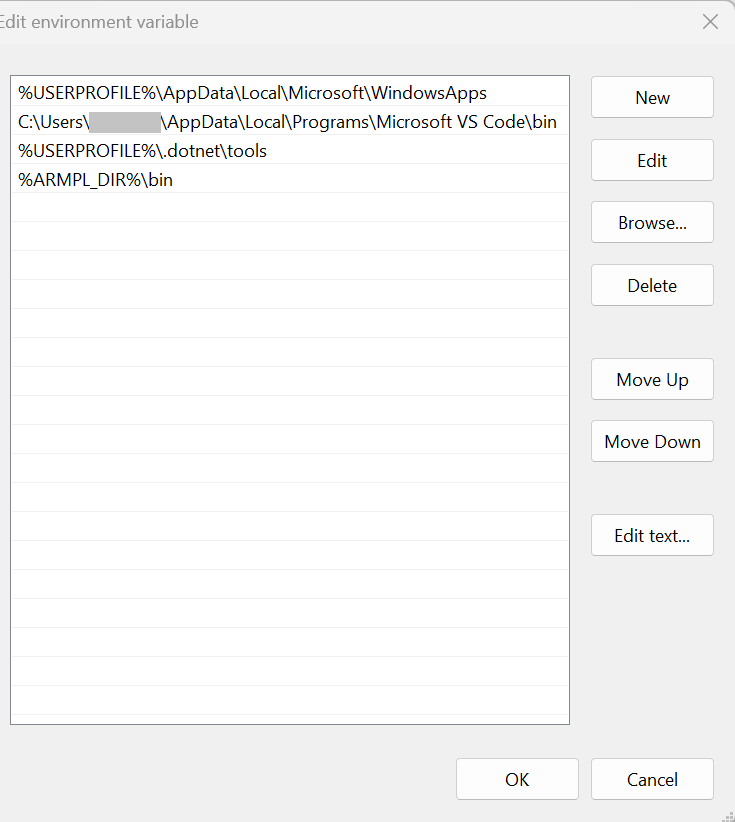 Edit environment variable
%USERPROFILE%\AppData\Local\Microsoft\WindowsApps
C:\Users\ \AppData\Local\Programs\Microsoft VS Code\bin
%USERPROFILE%\.dotnet\tools
%ARMPL_DIR%\bin
New
Edit
Browse...
Delete
Move Up
Move Down
Edit text...
OK
Cancel